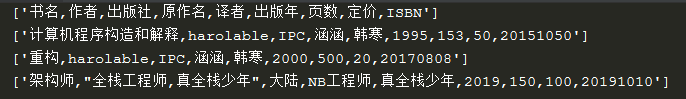 ['书名,作者,出版社,原作名,译者,出版年,页数,定价,ISBN']
['计算机程序构造和解释,harolable,IPC,涵涵,韩寒,1995,153,50,20151050']
['重构,harolable,IPC,涵涵,韩寒,2000,500,20,20170808']
['架构师,"全栈工程师,真全栈少年",大陆,NB工程师,真全栈少年,2019,150,100,20191010']